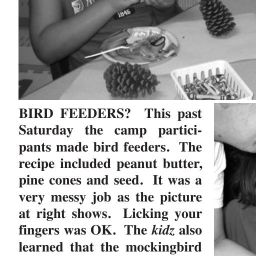 BIRD FEEDERS? This past
Saturday the camp partici-
pants made bird feeders. The
recipe included peanut butter,
pine cones and seed. It was a
very messy job as the picture
at right shows. Licking your
fingers was OK. The kidz also
learned that the mockingbird